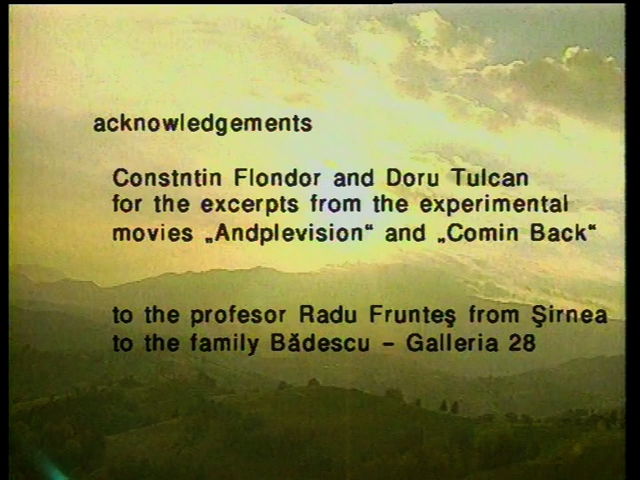 acknowledgements
Constntin Flondor and Doru Tulcan
for the excerpts from the experimental
movies „Andplevision“ and „Comin Back“
to the profesor Radu Frunteş from Şirnea
to the family Bădescu – Galleria 28